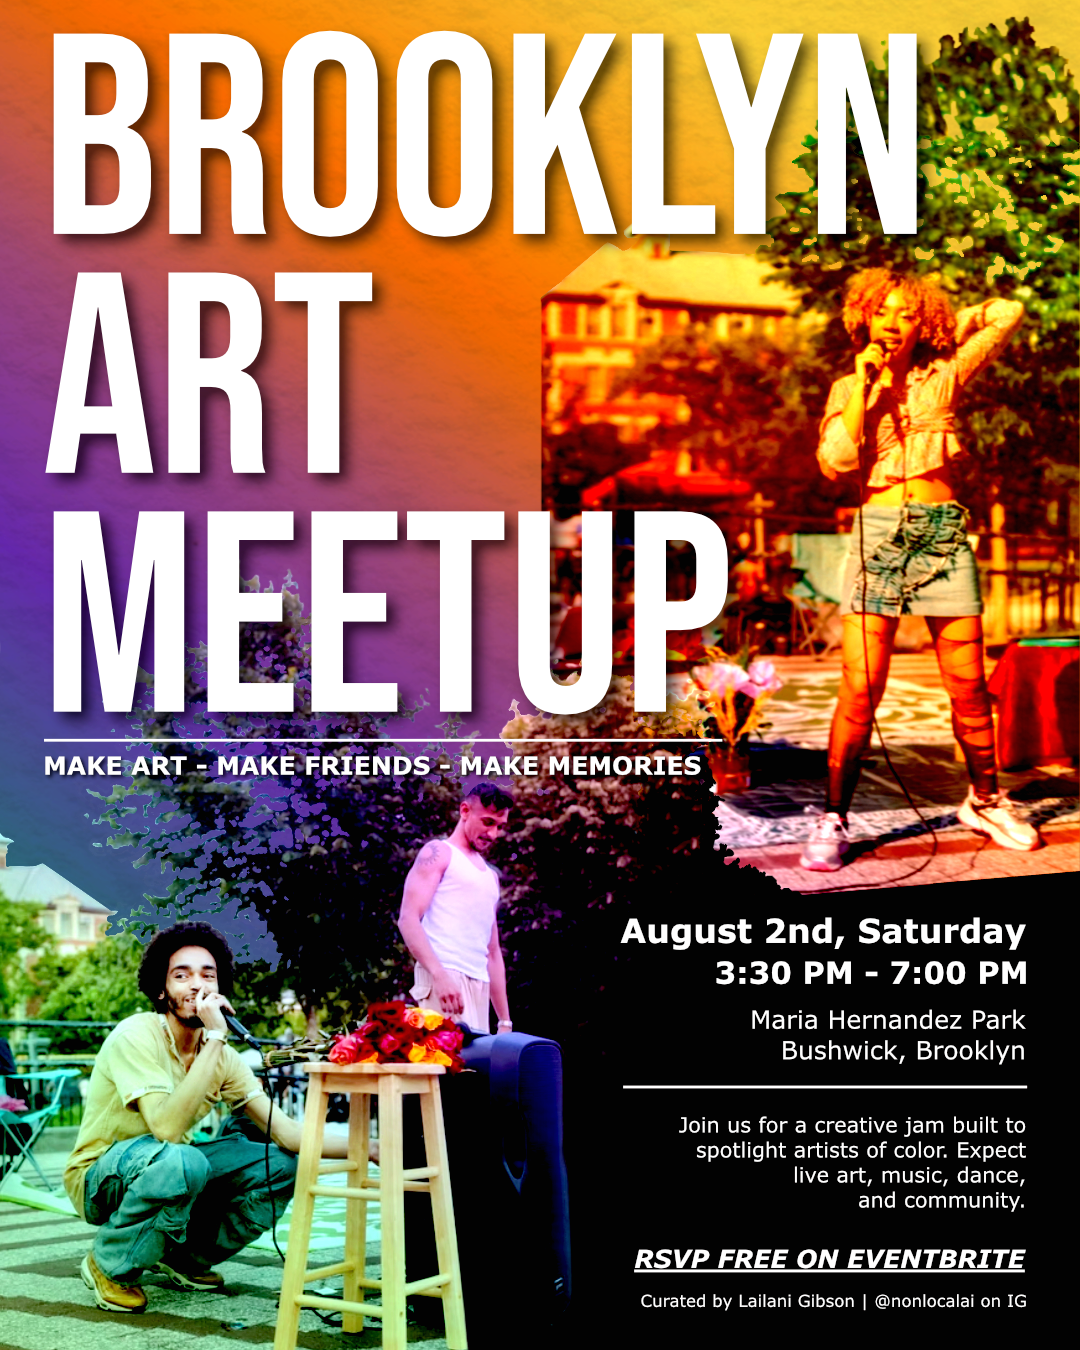 BROOKLYN
ART
MEETUP
MAKE ART - MAKE FRIENDS - MAKE MEMORIES
August 2nd, Saturday
3:30 PM - 7:00 PM
Maria Hernandez Park
Bushwick, Brooklyn
Join us for a creative jam built to
spotlight artists of color. Expect
live art, music, dance,
and community.
RSVP FREE ON EVENTBRITE
Curated by Lailani Gibson | @nonlocalai on IG